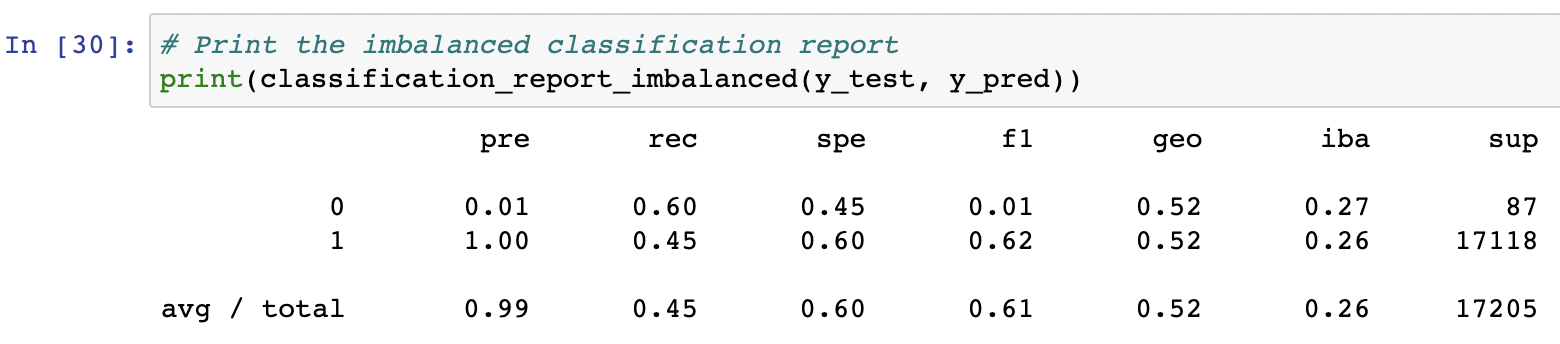 In [30]: # Print the imbalanced classification report
print(classification_report_imbalanced(y_test, y_pred))
pre rec spe f1 geo iba sup
0 0.01 0.60 0.45 0.01 0.52 0.27 87
1 1.00 0.45 0.60 0.62 0.52 0.26 17118
avg / total 0.99 0.45 0.60 0.61 0.52 0.26 17205